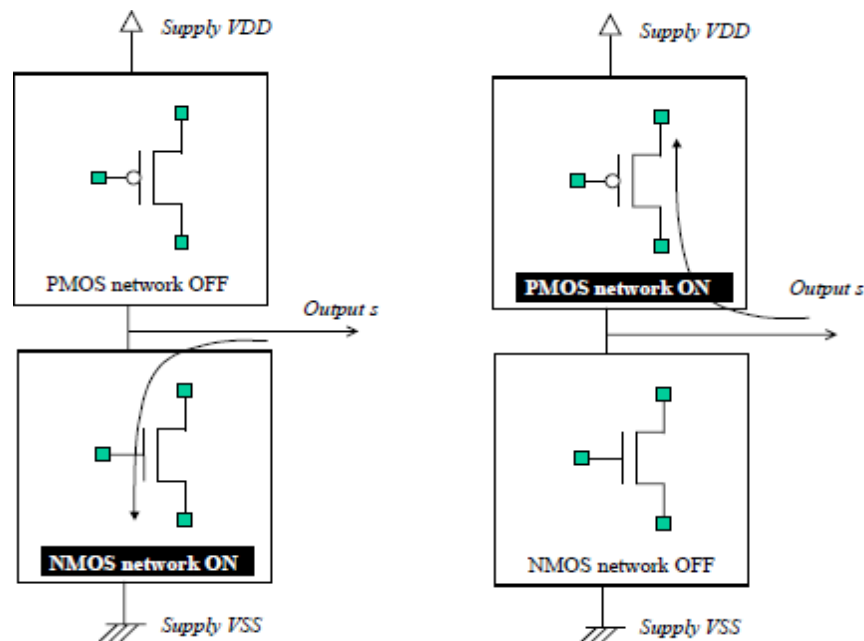 Supply VDD
PMOS network OFF
Output s
NMOS network ON
Supply VSS
Supply VDD
PMOS network ON
Output s
NMOS network OFF
Supply VSS